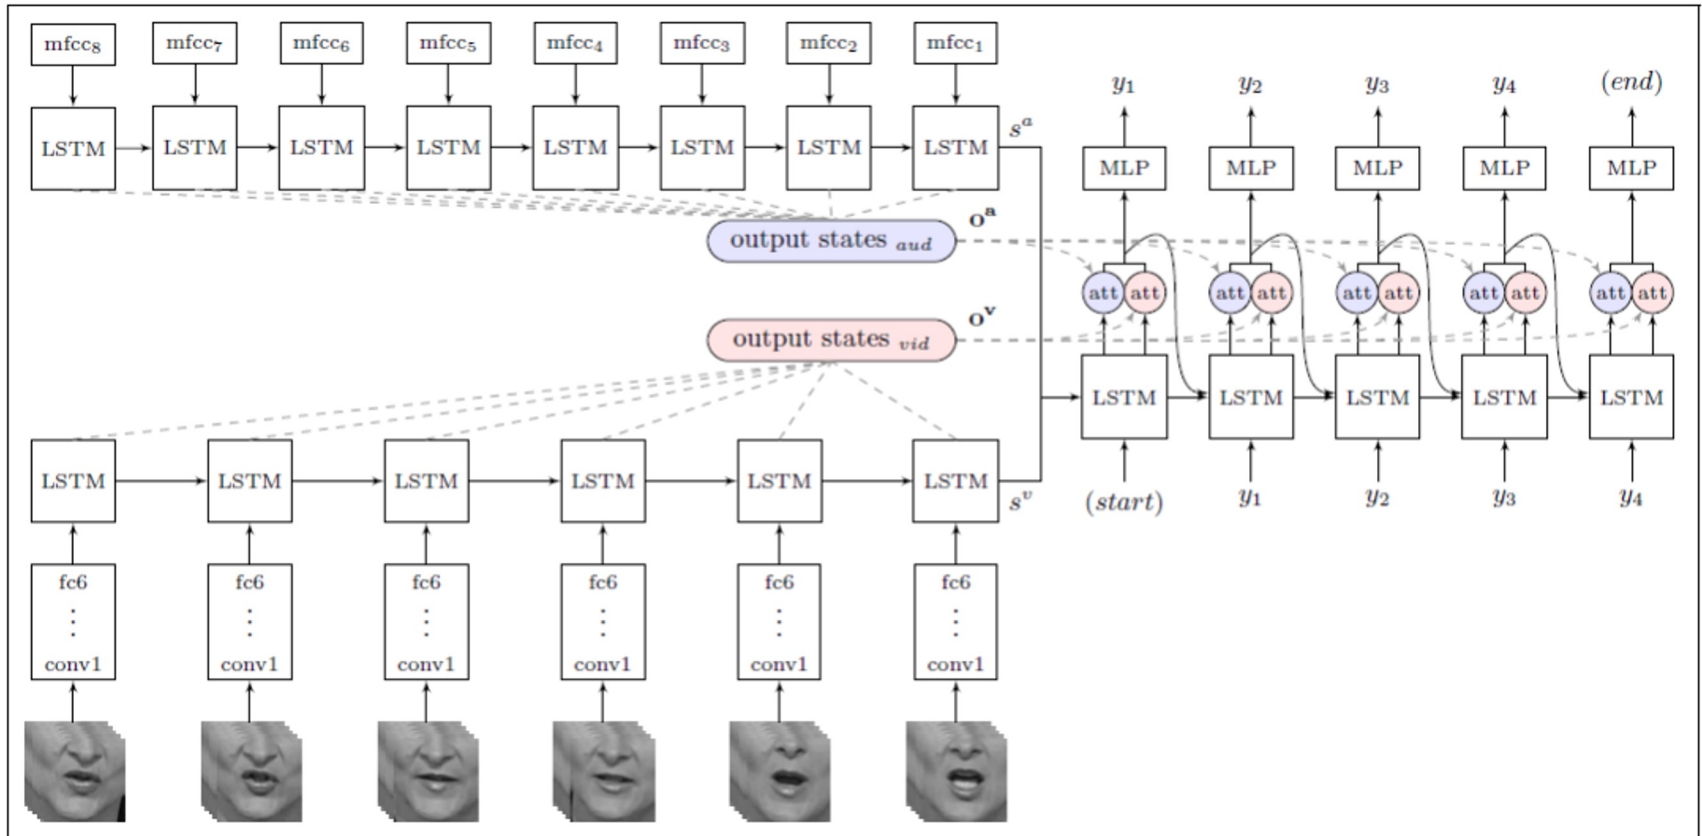 mfcc₈ mfcc₇ mfcc₆ mfcc₅ mfcc₄ mfcc₃ mfcc₂ mfcc₁
LSTM LSTM LSTM LSTM LSTM LSTM LSTM LSTM
sᵃ
output states aud
oᵃ
output states vid
oᵛ
LSTM LSTM LSTM LSTM LSTM LSTM
sᵛ
fc6 fc6 fc6 fc6 fc6 fc6
⋮ ⋮ ⋮ ⋮ ⋮ ⋮
conv1 conv1 conv1 conv1 conv1 conv1
y₁ y₂ y₃ y₄ (end)
MLP MLP MLP MLP MLP
att att att att att att att att att att
LSTM LSTM LSTM LSTM LSTM
(start) y₁ y₂ y₃ y₄